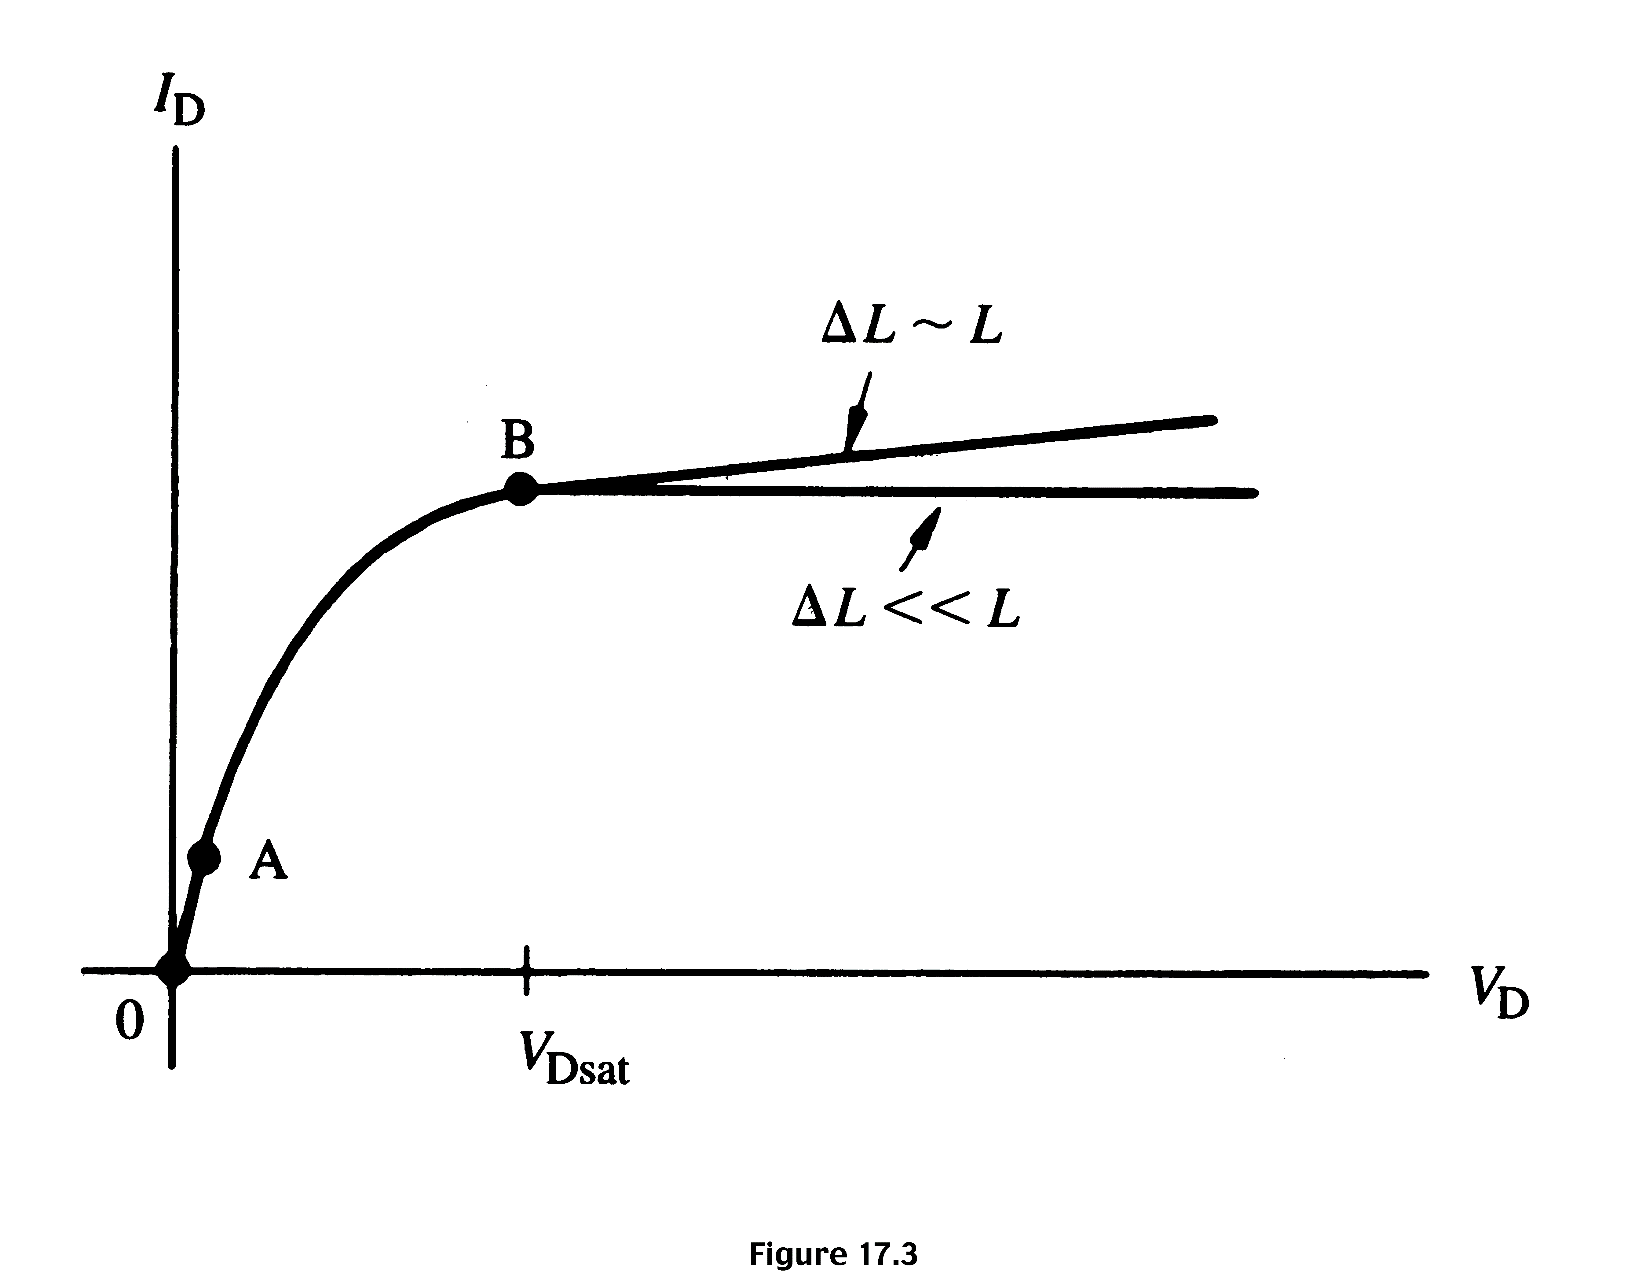 I_D
ΔL ~ L
B
ΔL << L
A
0
V_Dsat
V_D
Figure 17.3